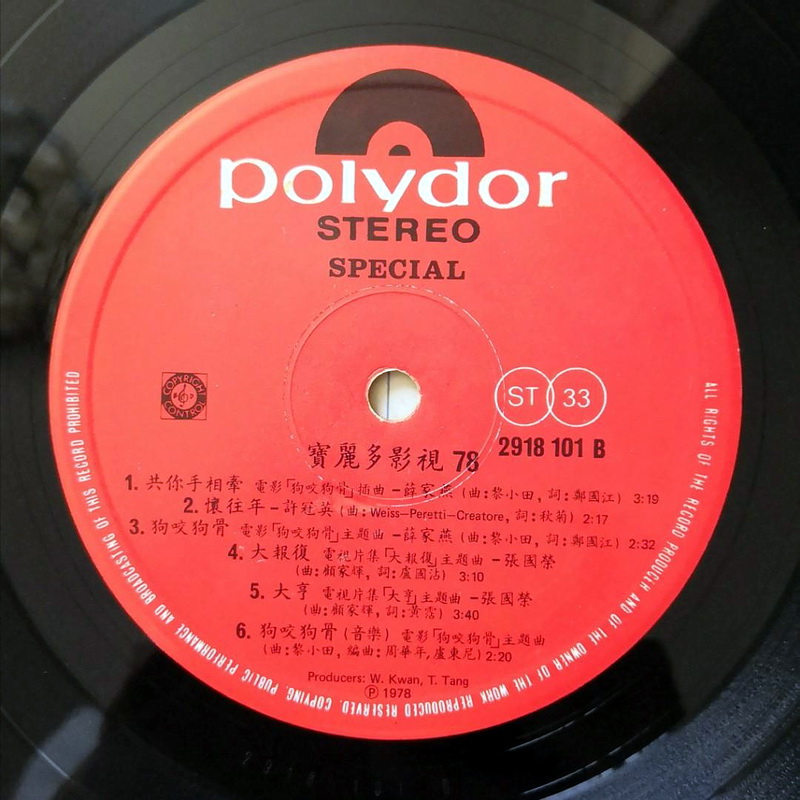 polydor
STEREO
SPECIAL
COPYRIGHT CONTROL
ST 33
2918 101 B
寶麗多影視 78
1. 共你手相牽 電影「狗咬狗骨」插曲–薛家燕 (曲:黎小田, 詞:鄭國江) 3:19
2. 懷往年–許冠英 (曲: Weiss–Peretti–Creatore, 詞:秋菊) 2:17
3. 狗咬狗骨 電影「狗咬狗骨」主題曲–薛家燕 (曲:黎小田, 詞:鄭國江) 2:32
4. 大報復 電視片集「大報復」主題曲–張國榮
(曲:顧家煇, 詞:盧國沾) 3:10
5. 大亨 電視片集「大亨」主題曲–張國榮
(曲:顧家煇, 詞:黃霑) 3:40
6. 狗咬狗骨 (音樂) 電影「狗咬狗骨」主題曲
(曲:黎小田, 編曲:周華年, 盧東尼) 2:20
Producers: W. Kwan, T. Tang
Ⓟ 1978
ALL RIGHTS OF THE RECORD PRODUCER AND OF THE OWNER OF THE WORK REPRODUCED RESERVED. COPYING, PUBLIC PERFORMANCE AND BROADCASTING OF THIS RECORD PROHIBITED